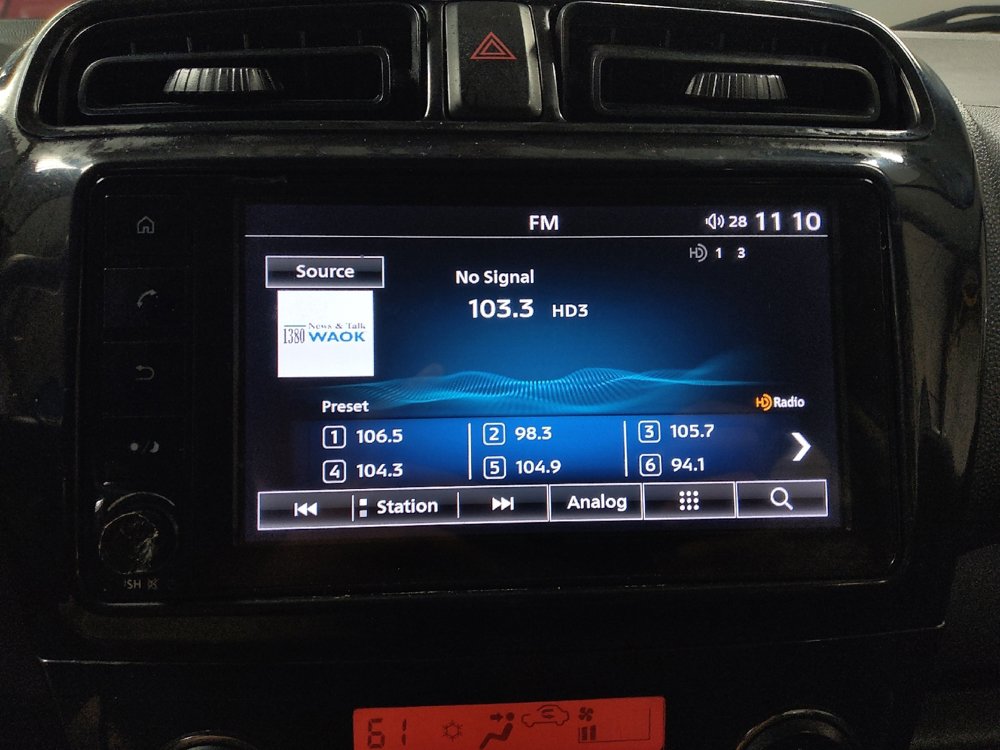 FM
28 11 10
HD 1 3
Source
No Signal
103.3 HD3
News & Talk
1380 WAOK
HD Radio
Preset
1 106.5 2 98.3 3 105.7
4 104.3 5 104.9 6 94.1
Station Analog
61